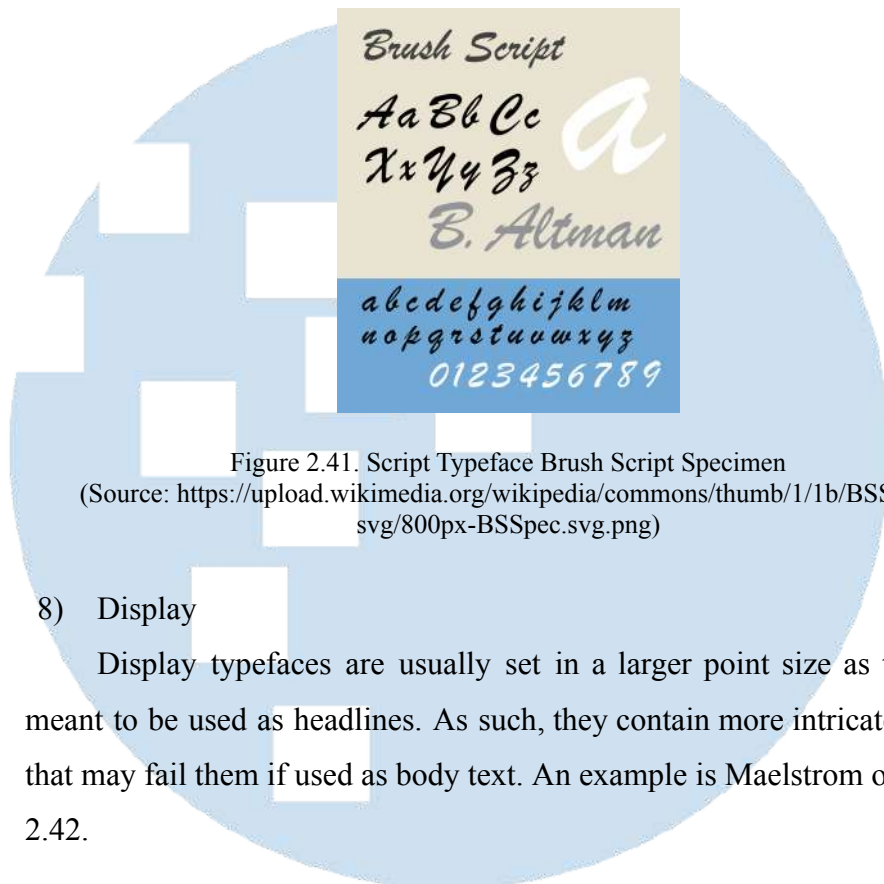 Brush Script
Aa Bb Cc
a
Xx Yy Zz
B. Altman
abcdefghijklm
nopqrstuvwxyz
0123456789
Figure 2.41. Script Typeface Brush Script Specimen
(Source: https://upload.wikimedia.org/wikipedia/commons/thumb/1/1b/BSS
svg/800px-BSSpec.svg.png)
8) Display
Display typefaces are usually set in a larger point size as
meant to be used as headlines. As such, they contain more intricate
that may fail them if used as body text. An example is Maelstrom
2.42.